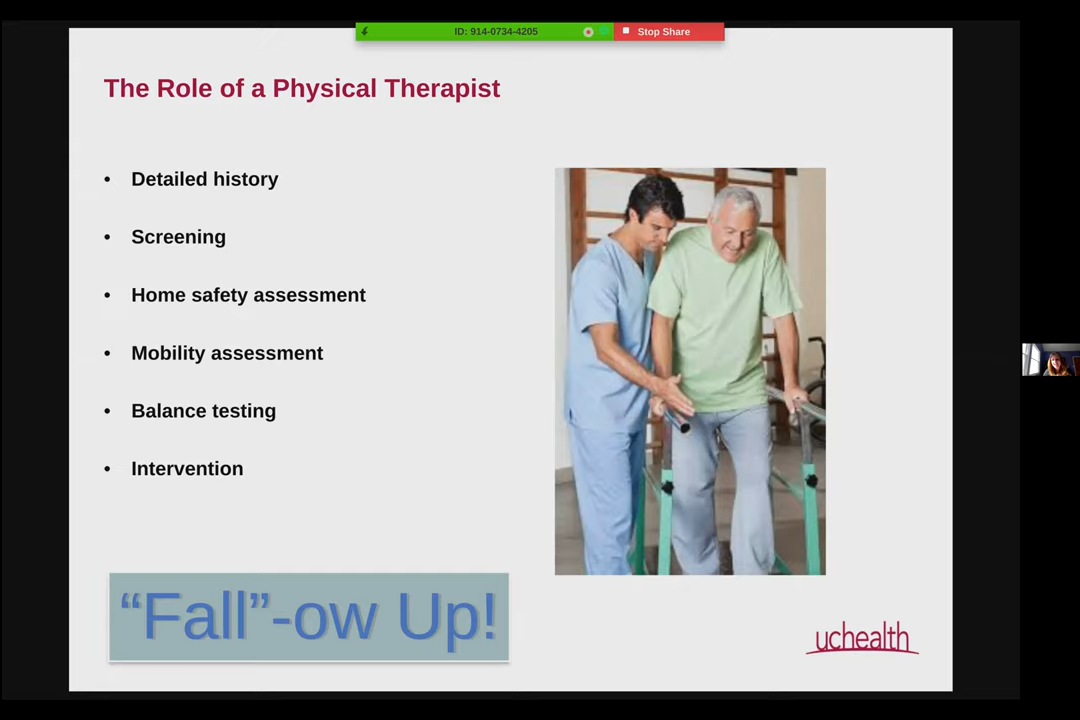 ID: 914-0734-4205
Stop Share
The Role of a Physical Therapist
• Detailed history
• Screening
• Home safety assessment
• Mobility assessment
• Balance testing
• Intervention
“Fall”-ow Up!
uchealth